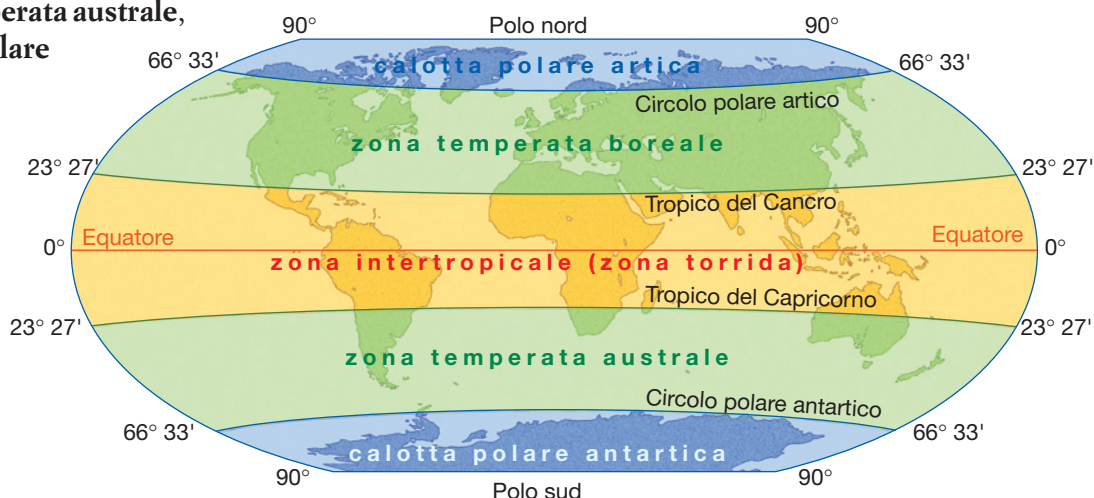 perata australe,
lare
90° Polo nord 90°
66° 33' calotta polare artica 66° 33'
Circolo polare artico
zona temperata boreale
23° 27' 23° 27'
Tropico del Cancro
0° Equatore Equatore 0°
zona intertropicale (zona torrida)
Tropico del Capricorno
23° 27' 23° 27'
zona temperata australe
Circolo polare antartico
66° 33' 66° 33'
calotta polare antartica
90° 90°
Polo sud